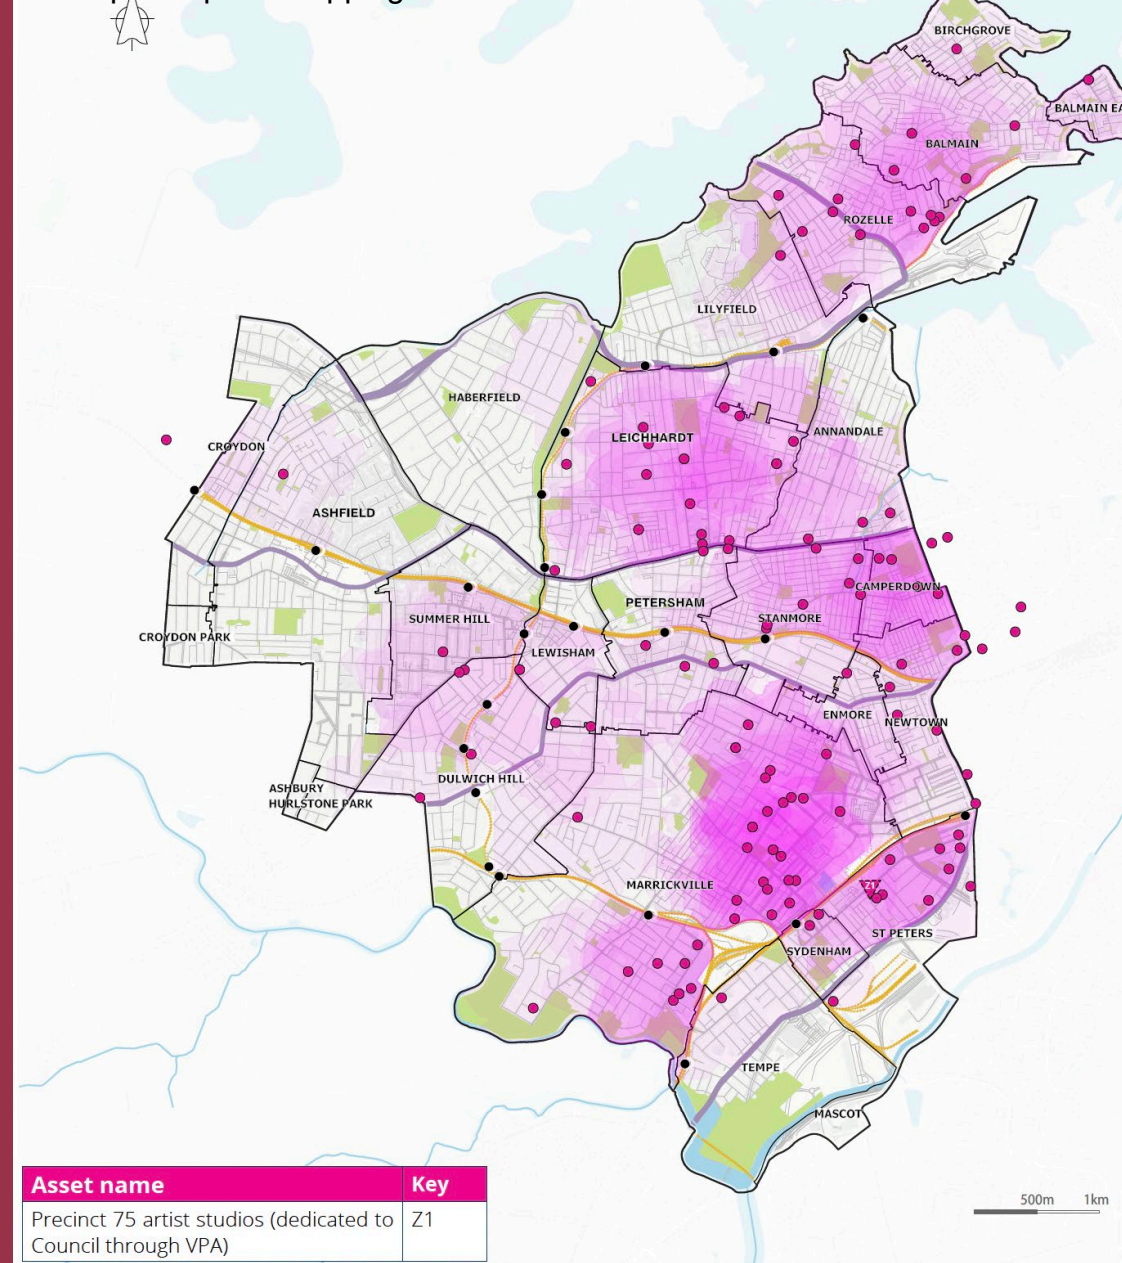 BIRCHGROVE
BALMAIN EA
BALMAIN
ROZELLE
LILYFIELD
HABERFIELD
LEICHHARDT
ANNANDALE
CROYDON
ASHFIELD
CAMPERDOWN
PETERSHAM
SUMMER HILL
STANMORE
CROYDON PARK
LEWISHAM
ENMORE
NEWTOWN
DULWICH HILL
ASHBURY
HURLSTONE PARK
MARRICKVILLE
Z1
ST PETERS
SYDENHAM
TEMPE
MASCOT
Asset name Key
Precinct 75 artist studios (dedicated to Z1
Council through VPA)
500m 1km